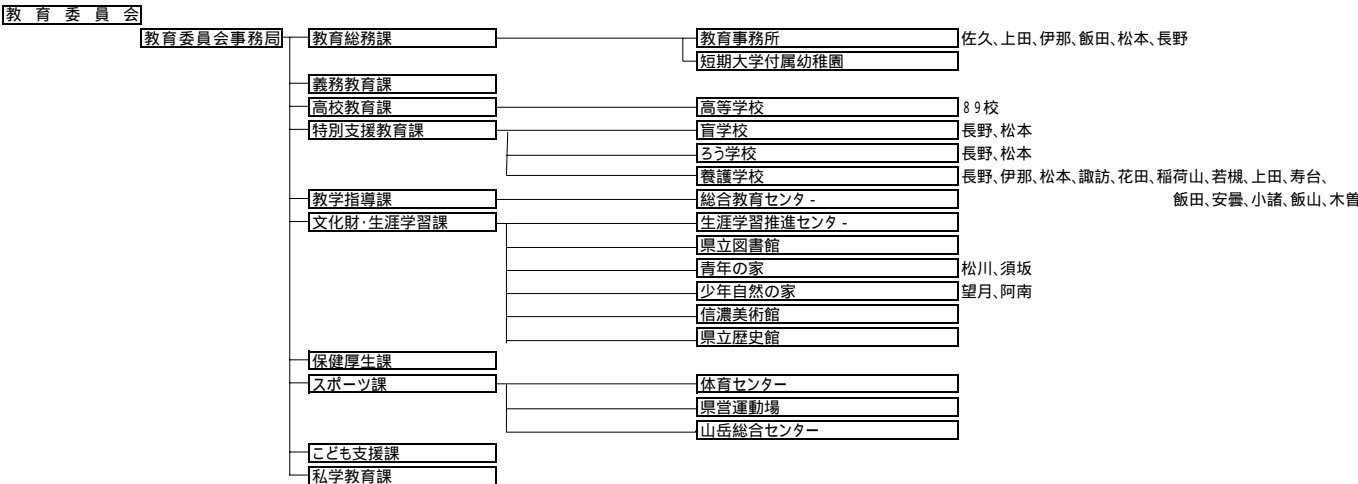 教育委員会
教育委員会事務局 教育総務課 教育事務所 佐久、上田、伊那、飯田、松本、長野
短期大学付属幼稚園
義務教育課
高校教育課 高等学校 89校
特別支援教育課 盲学校 長野、松本
ろう学校 長野、松本
養護学校 長野、伊那、松本、諏訪、花田、稲荷山、若槻、上田、寿台、
教学指導課 総合教育センタ- 飯田、安曇、小諸、飯山、木曽
文化財・生涯学習課 生涯学習推進センタ-
県立図書館
青年の家 松川、須坂
少年自然の家 望月、阿南
信濃美術館
県立歴史館
保健厚生課
スポーツ課 体育センター
県営運動場
山岳総合センター
こども支援課
私学教育課